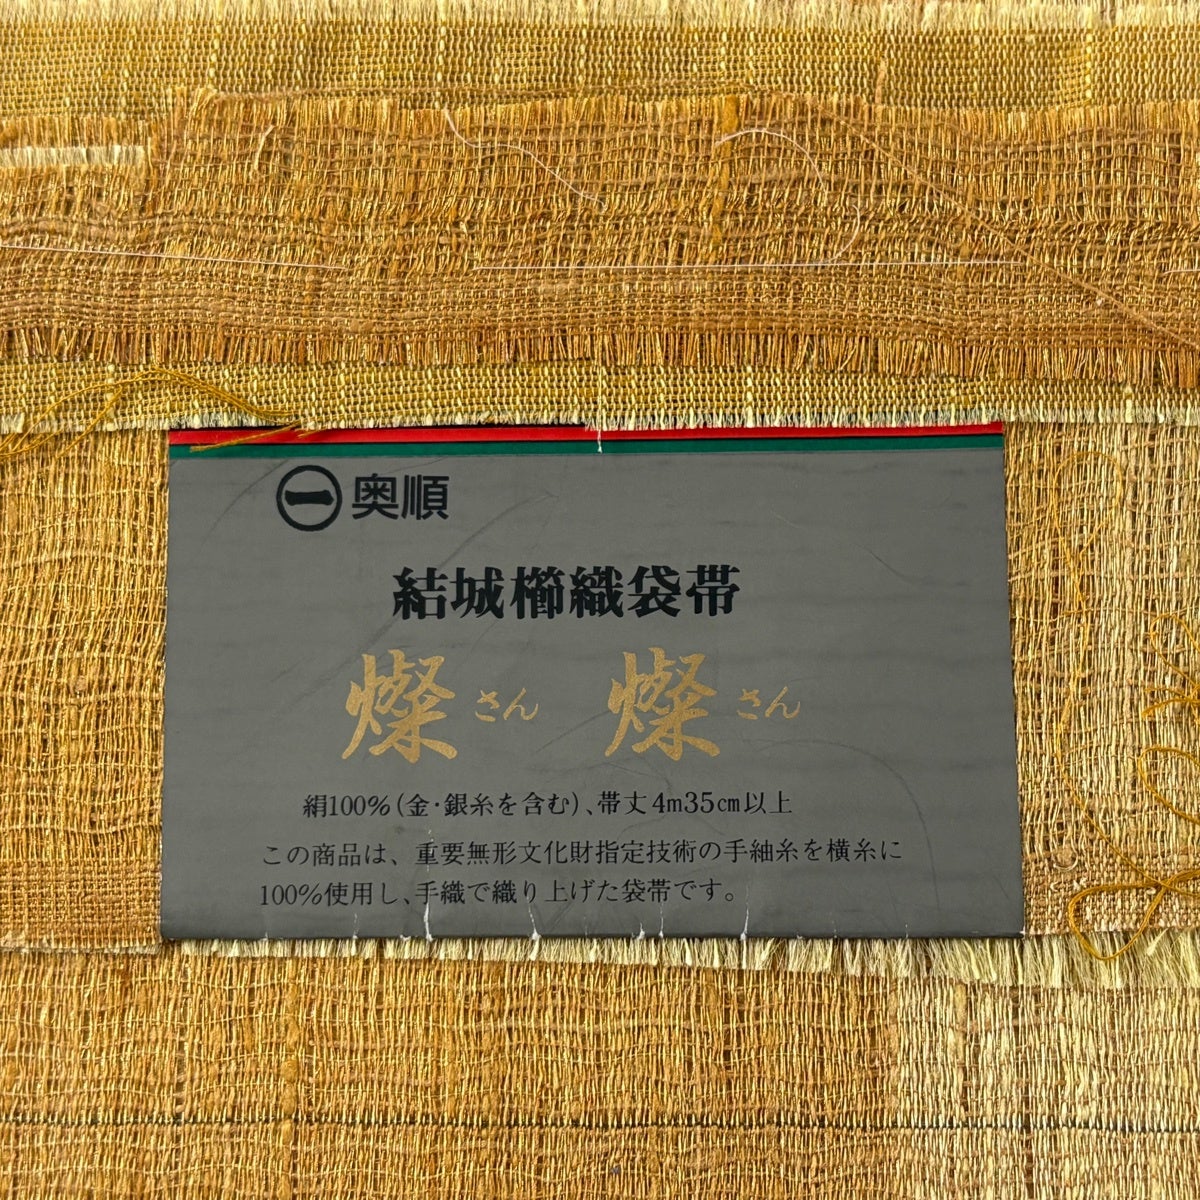 ㊀奥順
結城櫛織袋帯
燦さん 燦さん
絹100%(金・銀糸を含む)、帯丈4m35cm以上
この商品は、重要無形文化財指定技術の手紬糸を横糸に
100%使用し、手織で織り上げた袋帯です。